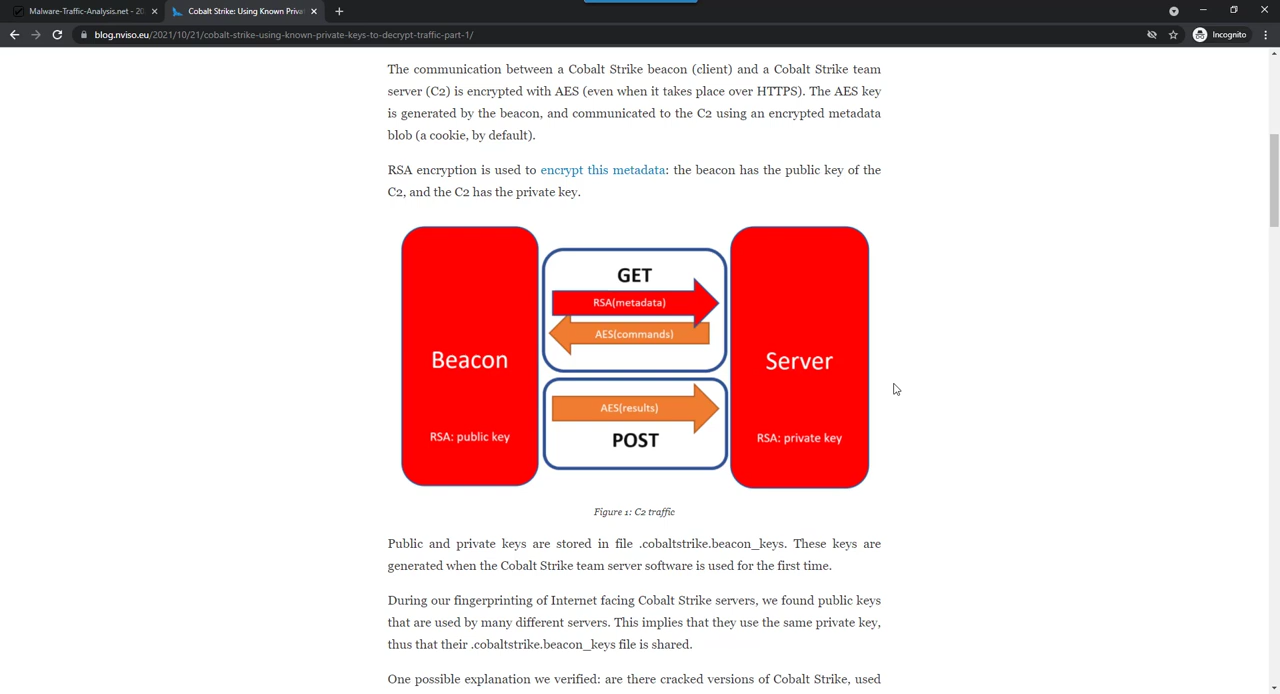 Malware-Traffic-Analysis.net - 20
Cobalt Strike: Using Known Priva
blog.nviso.eu/2021/10/21/cobalt-strike-using-known-private-keys-to-decrypt-traffic-part-1/
Incognito
The communication between a Cobalt Strike beacon (client) and a Cobalt Strike team
server (C2) is encrypted with AES (even when it takes place over HTTPS). The AES key
is generated by the beacon, and communicated to the C2 using an encrypted metadata
blob (a cookie, by default).
RSA encryption is used to encrypt this metadata: the beacon has the public key of the
C2, and the C2 has the private key.
GET
RSA(metadata)
AES(commands)
Beacon
Server
AES(results)
RSA: public key
POST
RSA: private key
Figure 1: C2 traffic
Public and private keys are stored in file .cobaltstrike.beacon_keys. These keys are
generated when the Cobalt Strike team server software is used for the first time.
During our fingerprinting of Internet facing Cobalt Strike servers, we found public keys
that are used by many different servers. This implies that they use the same private key,
thus that their .cobaltstrike.beacon_keys file is shared.
One possible explanation we verified: are there cracked versions of Cobalt Strike, used